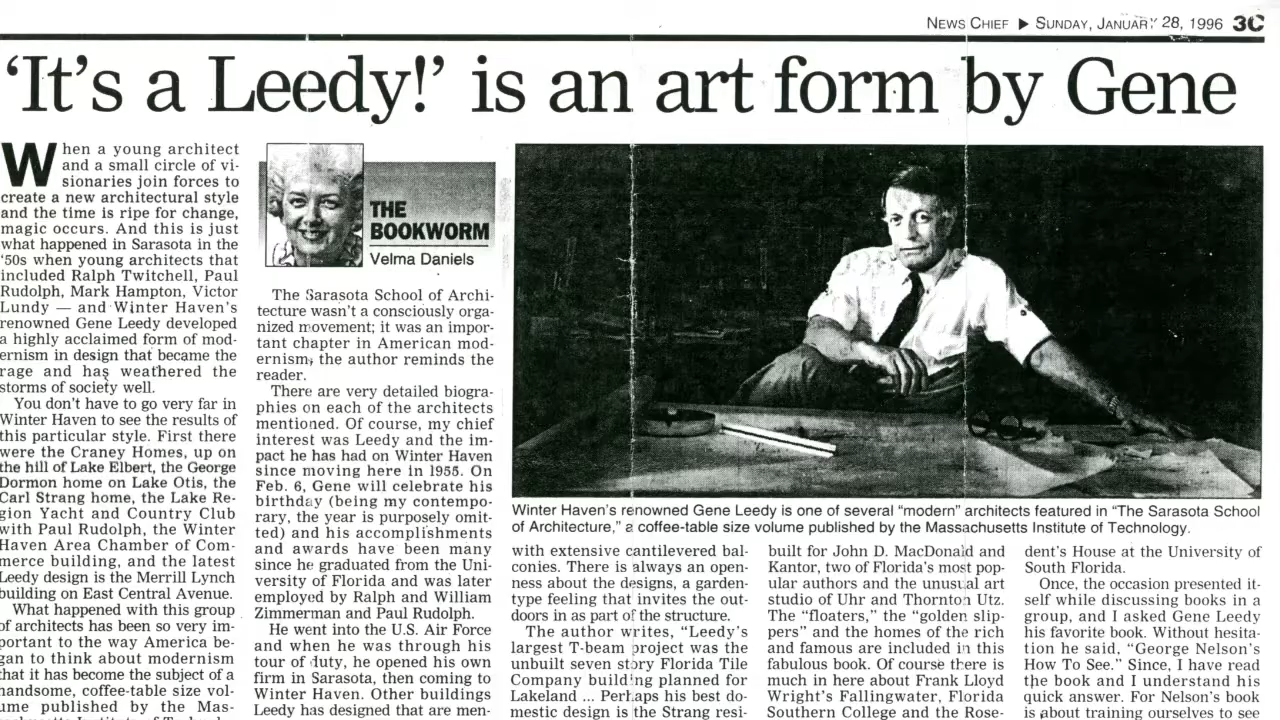 NEWS CHIEF ▶ SUNDAY, JANUARY 28, 1996 3C
'It's a Leedy!' is an art form by Gene
When a young architect
and a small circle of vi-
sionaries join forces to
create a new architectural style
and the time is ripe for change,
magic occurs. And this is just
what happened in Sarasota in the
'50s when young architects that
included Ralph Twitchell, Paul
Rudolph, Mark Hampton, Victor
Lundy — and Winter Haven's
renowned Gene Leedy developed
a highly acclaimed form of mod-
ernism in design that became the
rage and has weathered the
storms of society well.
You don't have to go very far in
Winter Haven to see the results of
this particular style. First there
were the Craney Homes, up on
the hill of Lake Elbert, the George
Dormon home on Lake Otis, the
Carl Strang home, the Lake Re-
gion Yacht and Country Club
with Paul Rudolph, the Winter
Haven Area Chamber of Com-
merce building, and the latest
Leedy design is the Merrill Lynch
building on East Central Avenue.
What happened with this group
of architects has been so very im-
portant to the way America be-
gan to think about modernism
that it has become the subject of a
handsome, coffee-table size vol-
ume published by the Mas-
THE
BOOKWORM
Velma Daniels
The Sarasota School of Archi-
tecture wasn't a consciously orga-
nized movement; it was an impor-
tant chapter in American mod-
ernism, the author reminds the
reader.
There are very detailed biogra-
phies on each of the architects
mentioned. Of course, my chief
interest was Leedy and the im-
pact he has had on Winter Haven
since moving here in 1955. On
Feb. 6, Gene will celebrate his
birthday (being my contempo-
rary, the year is purposely omit-
ted) and his accomplishments
and awards have been many
since he graduated from the Uni-
versity of Florida and was later
employed by Ralph and William
Zimmerman and Paul Rudolph.
He went into the U.S. Air Force
and when he was through his
tour of duty, he opened his own
firm in Sarasota, then coming to
Winter Haven. Other buildings
Leedy has designed that are men-
Winter Haven's renowned Gene Leedy is one of several "modern" architects featured in "The Sarasota School
of Architecture," a coffee-table size volume published by the Massachusetts Institute of Technology.
with extensive cantilevered bal-
conies. There is always an open-
ness about the designs, a garden-
type feeling that invites the out-
doors in as part of the structure.
The author writes, "Leedy's
largest T-beam project was the
unbuilt seven story Florida Tile
Company building planned for
Lakeland ... Perhaps his best do-
mestic design is the Strang resi-
built for John D. MacDonald and
Kantor, two of Florida's most pop-
ular authors and the unusual art
studio of Uhr and Thornton Utz.
The "floaters," the "golden slip-
pers" and the homes of the rich
and famous are included in this
fabulous book. Of course there is
much in here about Frank Lloyd
Wright's Fallingwater, Florida
Southern College and the Rose-
dent's House at the University of
South Florida.
Once, the occasion presented it-
self while discussing books in a
group, and I asked Gene Leedy
his favorite book. Without hesita-
tion he said, "George Nelson's
How To See." Since, I have read
the book and I understand his
quick answer. For Nelson's book
is about training ourselves to see